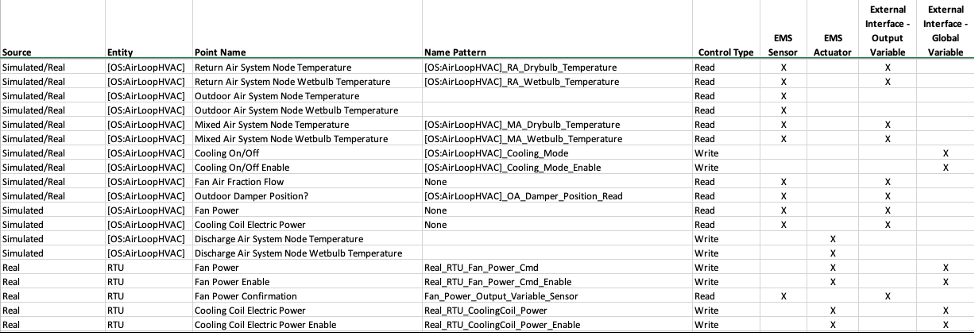 External External
Interface - Interface -
EMS EMS Output Global
Source Entity Point Name Name Pattern Control Type Sensor Actuator Variable Variable
Simulated/Real [OS:AirLoopHVAC] Return Air System Node Temperature [OS:AirLoopHVAC]_RA_Drybulb_Temperature Read X X
Simulated/Real [OS:AirLoopHVAC] Return Air System Node Wetbulb Temperature [OS:AirLoopHVAC]_RA_Wetbulb_Temperature Read X X
Simulated/Real [OS:AirLoopHVAC] Outdoor Air System Node Temperature Read X
Simulated/Real [OS:AirLoopHVAC] Outdoor Air System Node Wetbulb Temperature Read X
Simulated/Real [OS:AirLoopHVAC] Mixed Air System Node Temperature [OS:AirLoopHVAC]_MA_Drybulb_Temperature Read X X
Simulated/Real [OS:AirLoopHVAC] Mixed Air System Node Wetbulb Temperature [OS:AirLoopHVAC]_MA_Wetbulb_Temperature Read X X
Simulated/Real [OS:AirLoopHVAC] Cooling On/Off [OS:AirLoopHVAC]_Cooling_Mode Write X
Simulated/Real [OS:AirLoopHVAC] Cooling On/Off Enable [OS:AirLoopHVAC]_Cooling_Mode_Enable Write X
Simulated/Real [OS:AirLoopHVAC] Fan Air Fraction Flow None Read X X
Simulated/Real [OS:AirLoopHVAC] Outdoor Damper Position? [OS:AirLoopHVAC]_OA_Damper_Position_Read Read X X
Simulated [OS:AirLoopHVAC] Fan Power None Read X X
Simulated [OS:AirLoopHVAC] Cooling Coil Electric Power None Read X X
Simulated [OS:AirLoopHVAC] Discharge Air System Node Temperature Write X
Simulated [OS:AirLoopHVAC] Discharge Air System Node Wetbulb Temperature Write X
Real RTU Fan Power Real_RTU_Fan_Power_Cmd Write X X
Real RTU Fan Power Enable Real_RTU_Fan_Power_Cmd_Enable Write X X
Real RTU Fan Power Confirmation Fan_Power_Output_Variable_Sensor Read X X
Real RTU Cooling Coil Electric Power Real_RTU_CoolingCoil_Power Write X X
Real RTU Cooling Coil Electric Power Enable Real_RTU_CoolingCoil_Power_Enable Write X X